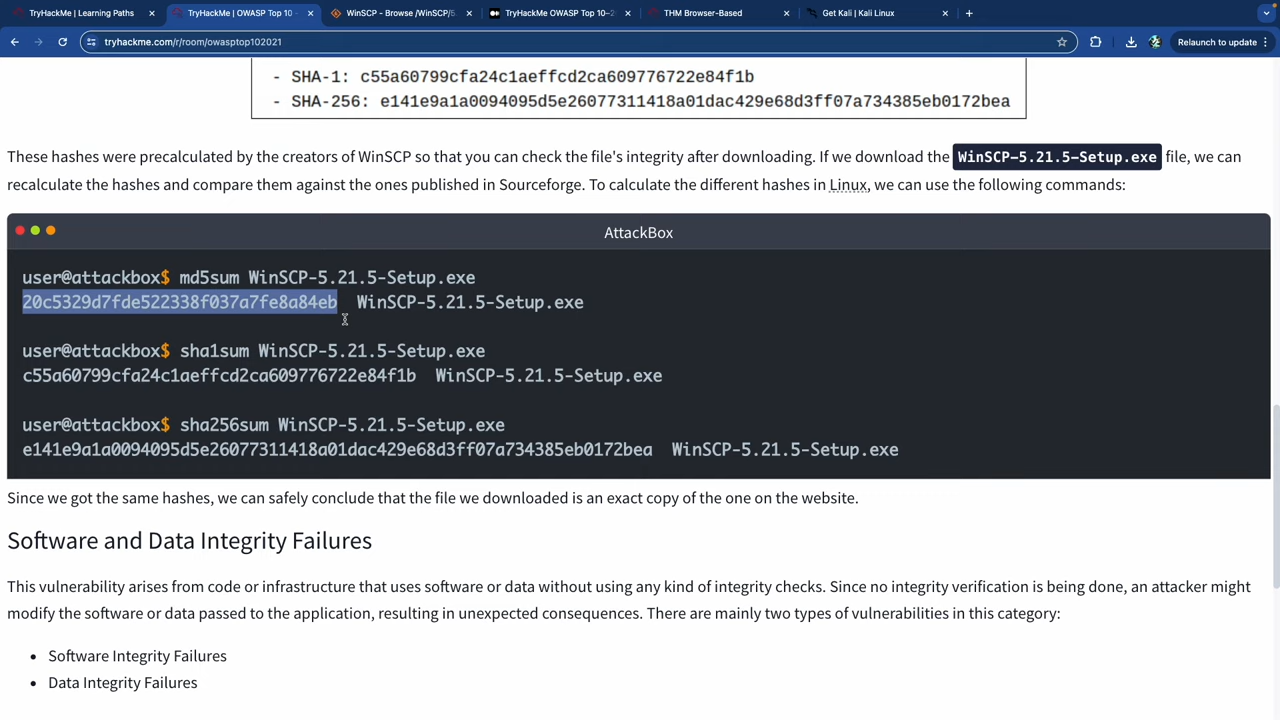 TryHackMe | Learning Paths
TryHackMe | OWASP Top 10 -
WinSCP - Browse /WinSCP/5.
TryHackMe OWASP Top 10–2
THM Browser-Based
Get Kali | Kali Linux
tryhackme.com/r/room/owasptop102021
Relaunch to update
- SHA-1: c55a60799cfa24c1aeffcd2ca609776722e84f1b
- SHA-256: e141e9a1a0094095d5e26077311418a01dac429e68d3ff07a734385eb0172bea
These hashes were precalculated by the creators of WinSCP so that you can check the file's integrity after downloading. If we download the WinSCP-5.21.5-Setup.exe file, we can
recalculate the hashes and compare them against the ones published in Sourceforge. To calculate the different hashes in Linux, we can use the following commands:
AttackBox
user@attackbox$ md5sum WinSCP-5.21.5-Setup.exe
20c5329d7fde522338f037a7fe8a84eb  WinSCP-5.21.5-Setup.exe
user@attackbox$ sha1sum WinSCP-5.21.5-Setup.exe
c55a60799cfa24c1aeffcd2ca609776722e84f1b  WinSCP-5.21.5-Setup.exe
user@attackbox$ sha256sum WinSCP-5.21.5-Setup.exe
e141e9a1a0094095d5e26077311418a01dac429e68d3ff07a734385eb0172bea  WinSCP-5.21.5-Setup.exe
Since we got the same hashes, we can safely conclude that the file we downloaded is an exact copy of the one on the website.
Software and Data Integrity Failures
This vulnerability arises from code or infrastructure that uses software or data without using any kind of integrity checks. Since no integrity verification is being done, an attacker might
modify the software or data passed to the application, resulting in unexpected consequences. There are mainly two types of vulnerabilities in this category:
• Software Integrity Failures
• Data Integrity Failures